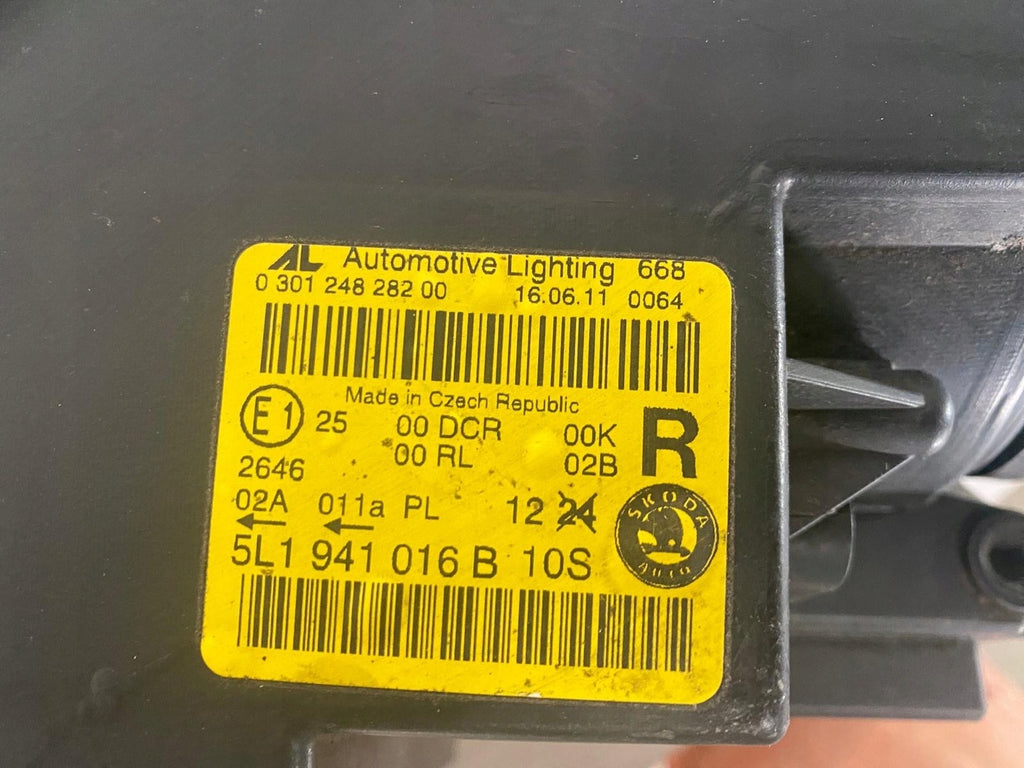 AL Automotive Lighting 668
0 301 248 282 00 16.06.11 0064
Made in Czech Republic
E1 25 00 DCR 00K R
2646 00 RL 02B
02A 011a PL 12 24
← ←
5L1 941 016 B 10S
SKODA
AUTO